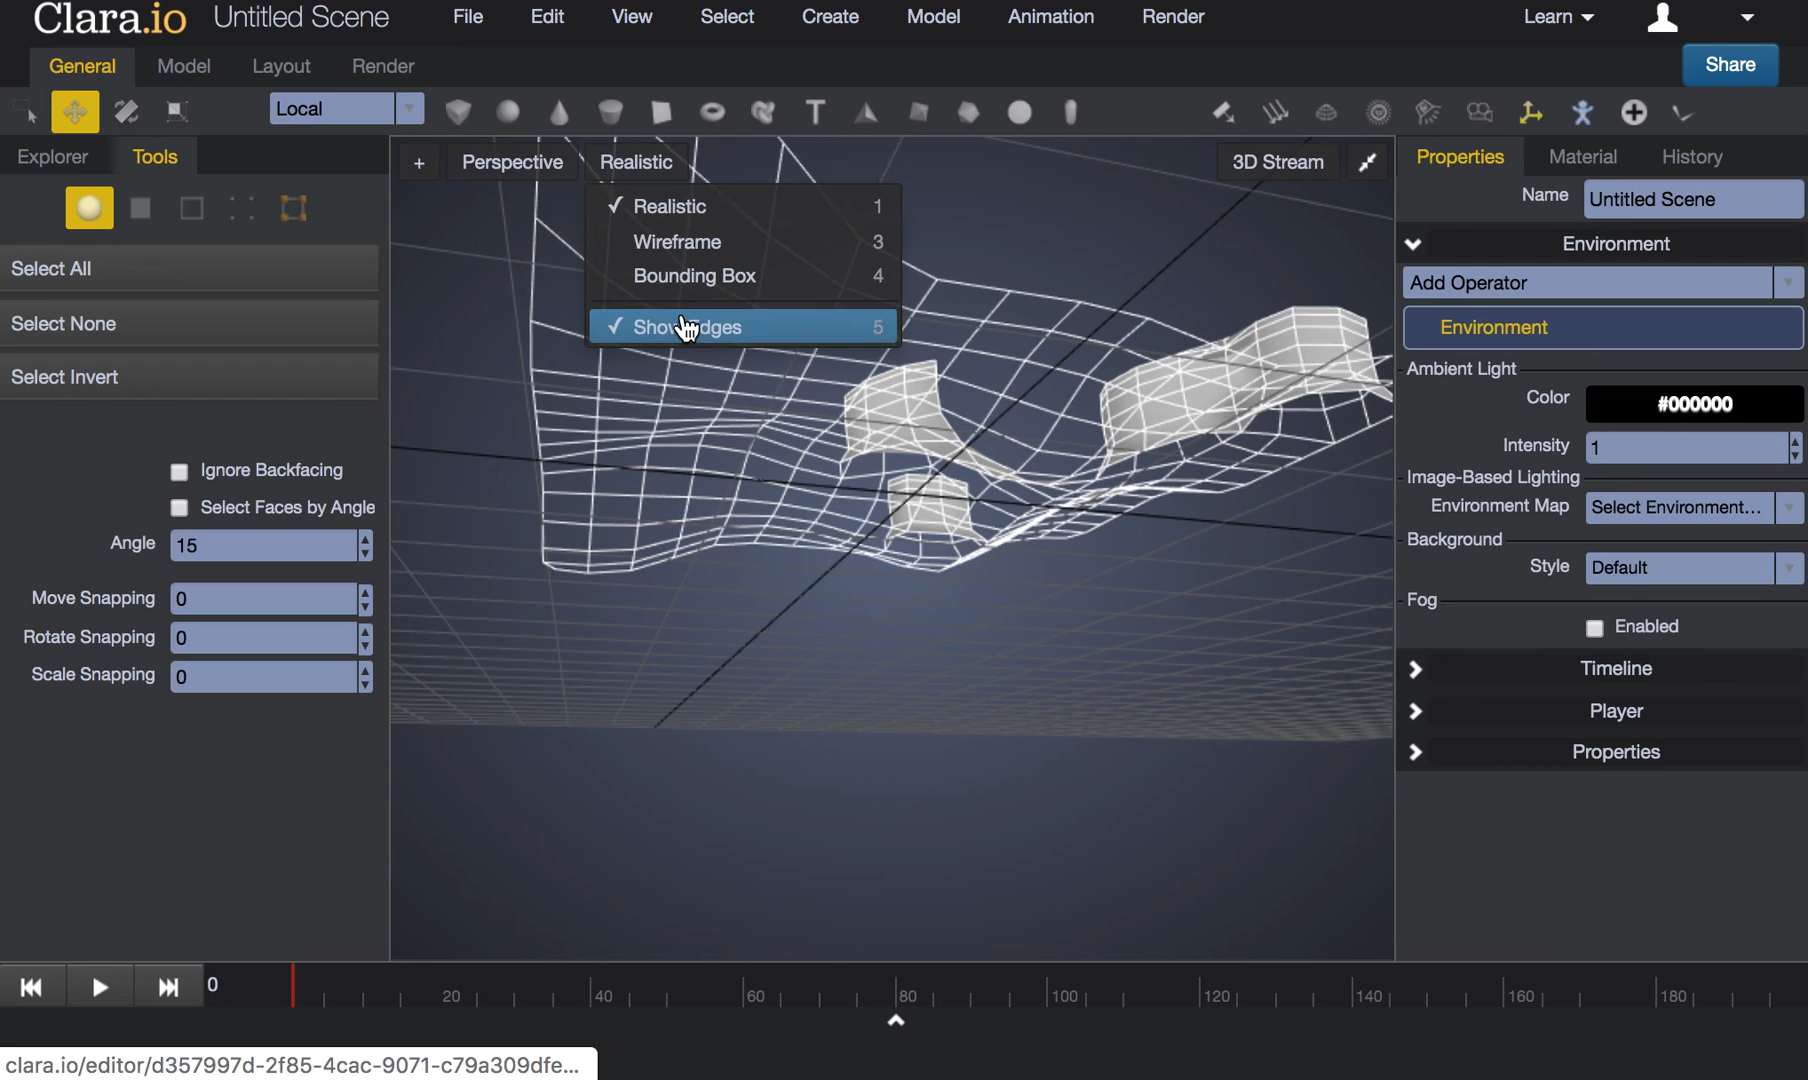 Clara.io Untitled Scene File Edit View Select Create Model Animation Render Learn
General Model Layout Render Share
Local
Explorer Tools + Perspective Realistic 3D Stream Properties Material History
Name Untitled Scene
Realistic 1
Wireframe 3
Bounding Box 4
Show Edges 5
Select All
Select None
Select Invert
Ignore Backfacing
Select Faces by Angle
Angle 15
Move Snapping 0
Rotate Snapping 0
Scale Snapping 0
Environment
Add Operator
Environment
Ambient Light
Color #000000
Intensity 1
Image-Based Lighting
Environment Map Select Environment...
Background
Style Default
Fog
Enabled
Timeline
Player
Properties
0 20 40 60 80 100 120 140 160 180
clara.io/editor/d357997d-2f85-4cac-9071-c79a309dfe...